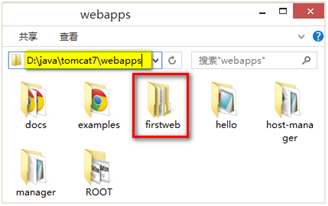 webapps
共享 查看
D:\java\tomcat7\webapps 搜索"webapps"
docs examples firstweb hello host-manager
manager ROOT